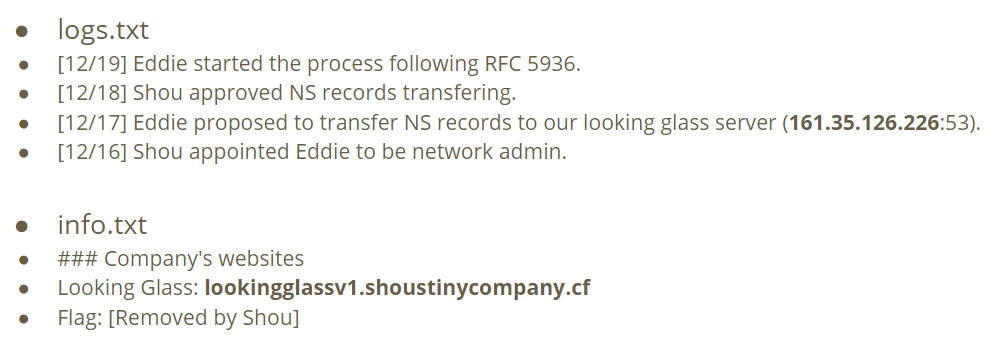 ● logs.txt
● [12/19] Eddie started the process following RFC 5936.
● [12/18] Shou approved NS records transfering.
● [12/17] Eddie proposed to transfer NS records to our looking glass server (161.35.126.226:53).
● [12/16] Shou appointed Eddie to be network admin.
● info.txt
● ### Company's websites
● Looking Glass: lookingglassv1.shoustinycompany.cf
● Flag: [Removed by Shou]